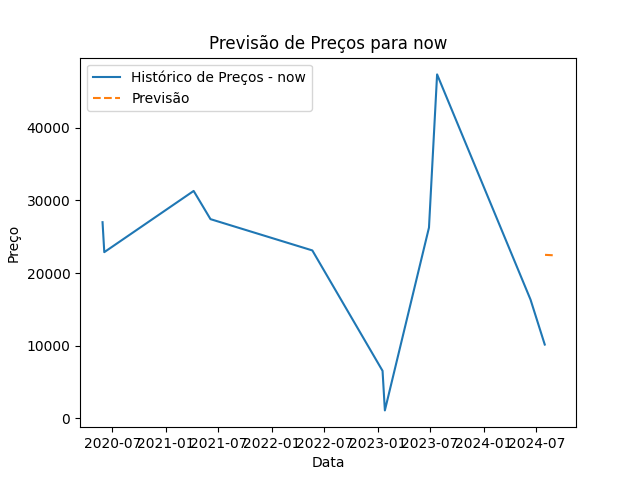 Previsão de Preços para now
Histórico de Preços - now
Previsão
Preço
40000
30000
20000
10000
0
2020-07 2021-01 2021-07 2022-01 2022-07 2023-01 2023-07 2024-01 2024-07
Data